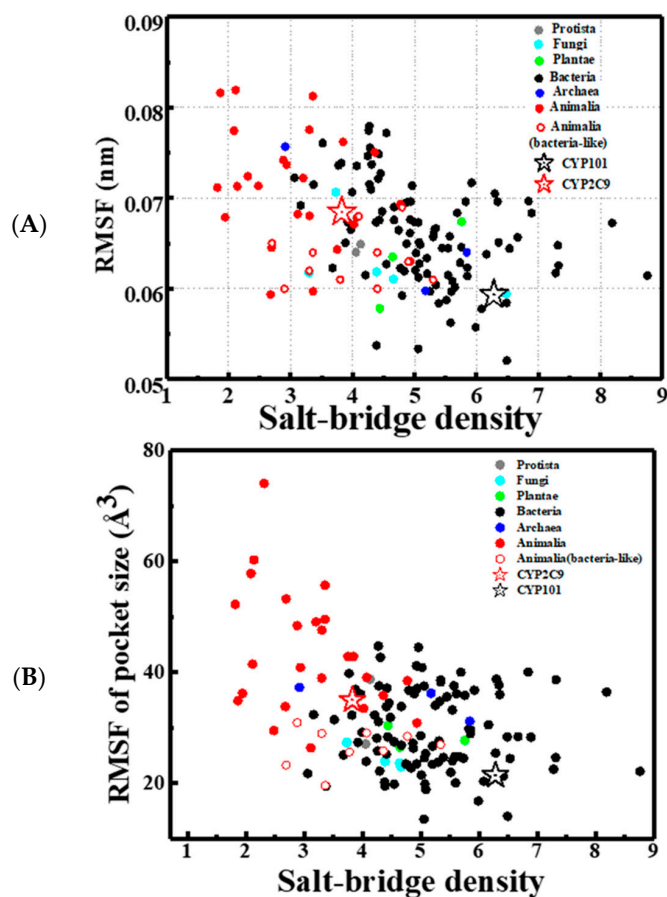 (A)
RMSF (nm)
0.09
0.08
0.07
0.06
0.05
Protista
Fungi
Plantae
Bacteria
Archaea
Animalia
Animalia
(bacteria-like)
CYP101
CYP2C9
1 2 3 4 5 6 7 8 9
Salt-bridge density
(B)
RMSF of pocket size (Å3)
80
60
40
20
Protista
Fungi
Plantae
Bacteria
Archaea
Animalia
Animalia(bacteria-like)
CYP2C9
CYP101
1 2 3 4 5 6 7 8 9
Salt-bridge density